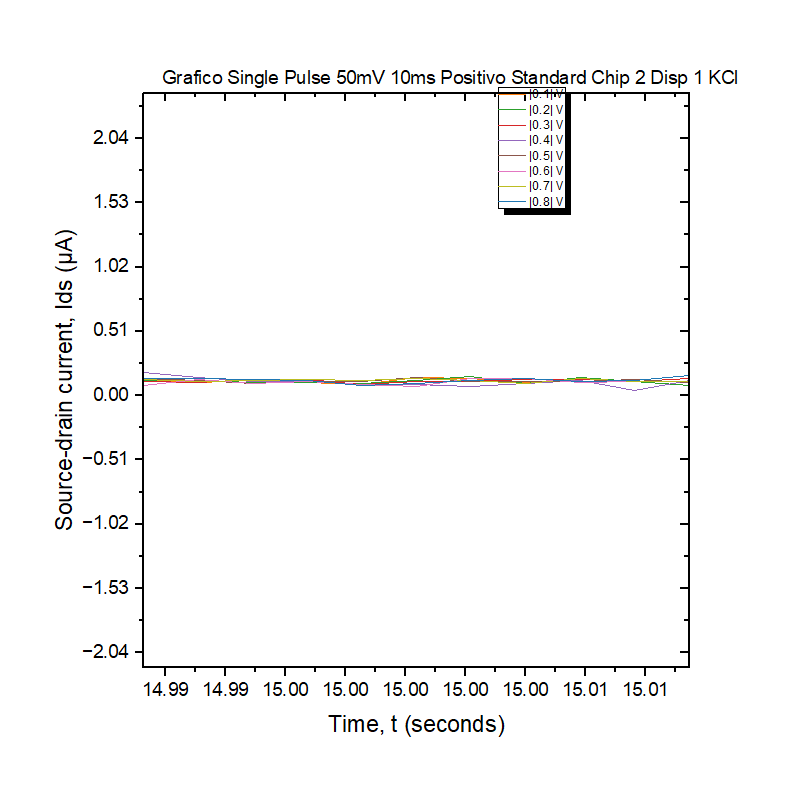 Grafico Single Pulse 50mV 10ms Positivo Standard Chip 2 Disp 1 KCl
|0.1| V
|0.2| V
|0.3| V
|0.4| V
|0.5| V
|0.6| V
|0.7| V
|0.8| V
2.04
1.53
1.02
0.51
0.00
−0.51
−1.02
−1.53
−2.04
Source-drain current, Ids (μA)
14.99 14.99 15.00 15.00 15.00 15.00 15.00 15.01 15.01
Time, t (seconds)